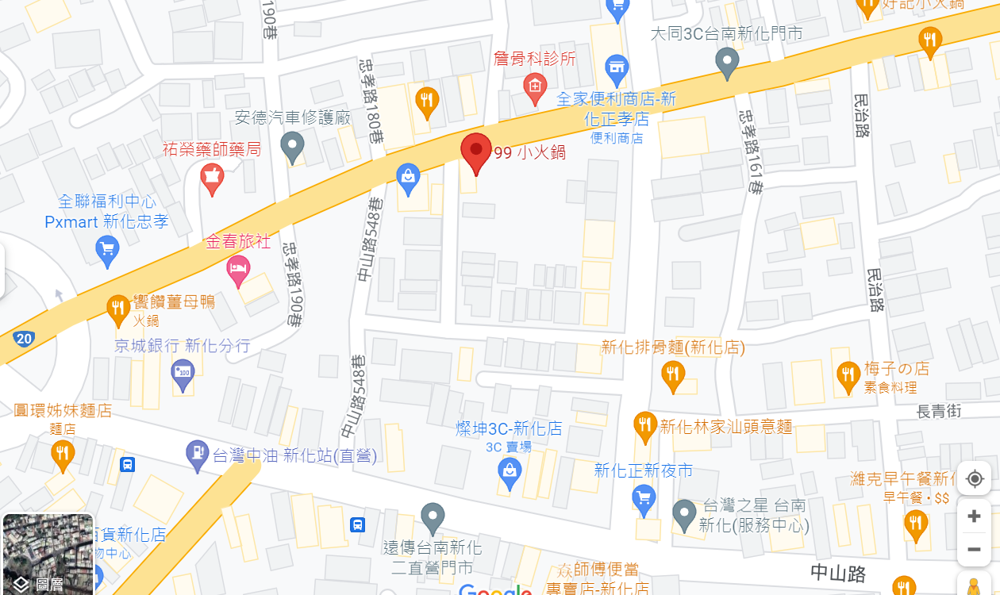 190巷
好記小火鍋
大同3C台南新化門市
詹骨科診所
忠孝路180巷
全家便利商店-新
化正孝店
便利商店
安德汽車修護廠
民治路
忠孝路161巷
祐榮藥師藥局
99 小火鍋
全聯福利中心
Pxmart 新化忠孝
金春旅社
中山路548巷
忠孝路190巷
民治路
饗饌薑母鴨
火鍋
20
京城銀行 新化分行
100
新化排骨麵(新化店)
中山路548巷
梅子の店
素食料理
圓環姊妹麵店
麵店
長青街
燦坤3C-新化店
3C 賣場
新化林家汕頭意麵
台灣中油-新化站(直營)
新化正新夜市
濰克早午餐新化
早午餐・$$
台灣之星 台南
新化(服務中心)
百貨新化店
物中心
遠傳台南新化
二直營門市
焱師傅便當
專賣店-新化店
中山路
圖層
Google